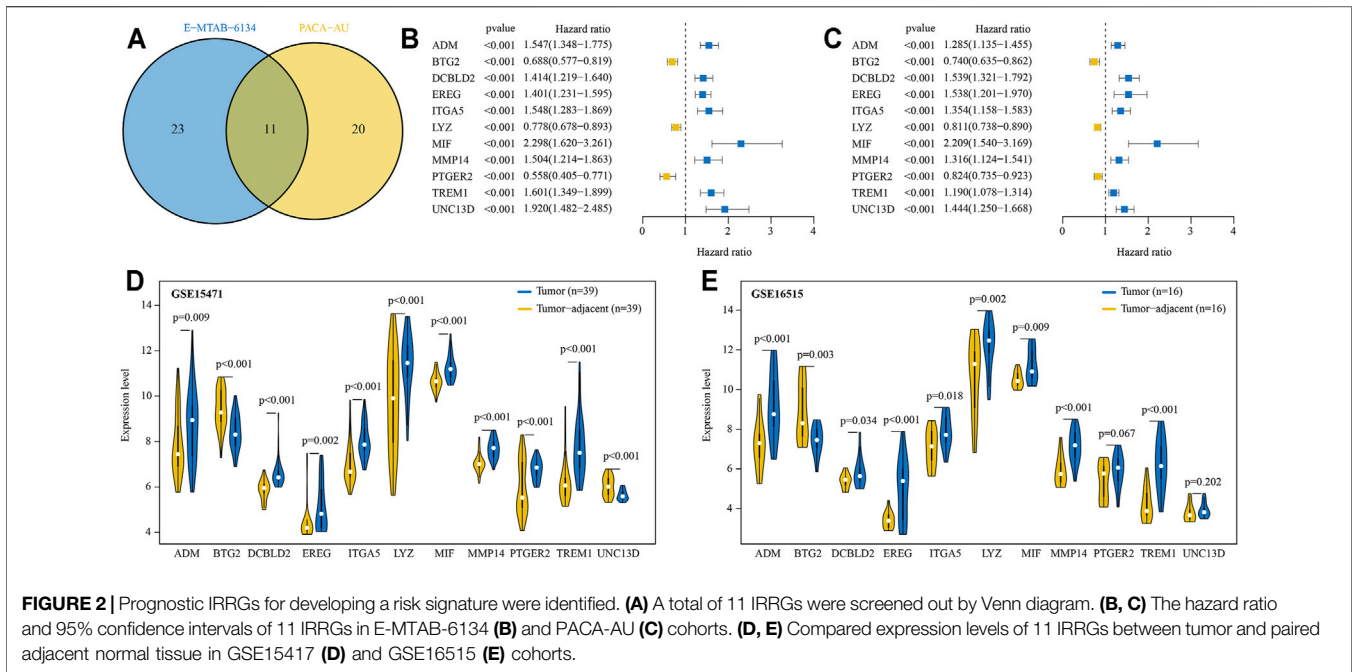 A
E−MTAB−6134
PACA−AU
23
11
20
B
pvalue Hazard ratio
ADM <0.001 1.547(1.348−1.775)
BTG2 <0.001 0.688(0.577−0.819)
DCBLD2 <0.001 1.414(1.219−1.640)
EREG <0.001 1.401(1.231−1.595)
ITGA5 <0.001 1.548(1.283−1.869)
LYZ <0.001 0.778(0.678−0.893)
MIF <0.001 2.298(1.620−3.261)
MMP14 <0.001 1.504(1.214−1.863)
PTGER2 <0.001 0.558(0.405−0.771)
TREM1 <0.001 1.601(1.349−1.899)
UNC13D <0.001 1.920(1.482−2.485)
0 1 2 3 4
Hazard ratio
C
pvalue Hazard ratio
ADM <0.001 1.285(1.135−1.455)
BTG2 <0.001 0.740(0.635−0.862)
DCBLD2 <0.001 1.539(1.321−1.792)
EREG <0.001 1.538(1.201−1.970)
ITGA5 <0.001 1.354(1.158−1.583)
LYZ <0.001 0.811(0.738−0.890)
MIF <0.001 2.209(1.540−3.169)
MMP14 <0.001 1.316(1.124−1.541)
PTGER2 <0.001 0.824(0.735−0.923)
TREM1 <0.001 1.190(1.078−1.314)
UNC13D <0.001 1.444(1.250−1.668)
0 1 2 3 4
Hazard ratio
D
GSE15471
Tumor (n=39)
Tumor−adjacent (n=39)
Expression level
14
12
10
8
6
4
p=0.009
p<0.001
p<0.001
p=0.002
p<0.001
p<0.001
p<0.001
p<0.001
p<0.001
p<0.001
p<0.001
ADM BTG2 DCBLD2 EREG ITGA5 LYZ MIF MMP14 PTGER2 TREM1 UNC13D
E
GSE16515
Tumor (n=16)
Tumor−adjacent (n=16)
Expression level
14
12
10
8
6
4
p<0.001
p=0.003
p=0.034
p<0.001
p=0.018
p=0.002
p=0.009
p<0.001
p=0.067
p<0.001
p=0.202
ADM BTG2 DCBLD2 EREG ITGA5 LYZ MIF MMP14 PTGER2 TREM1 UNC13D
FIGURE 2 | Prognostic IRRGs for developing a risk signature were identified. (A) A total of 11 IRRGs were screened out by Venn diagram. (B, C) The hazard ratio
and 95% confidence intervals of 11 IRRGs in E-MTAB-6134 (B) and PACA-AU (C) cohorts. (D, E) Compared expression levels of 11 IRRGs between tumor and paired
adjacent normal tissue in GSE15417 (D) and GSE16515 (E) cohorts.